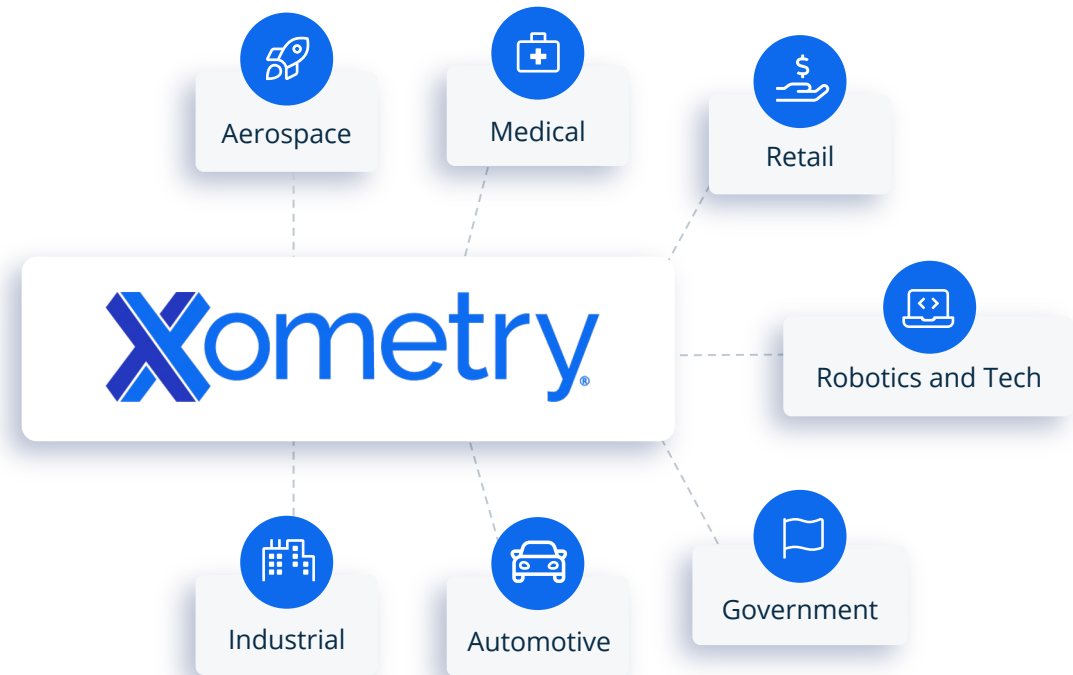 Aerospace
Medical
Retail
Xometry®
Robotics and Tech
Industrial
Automotive
Government